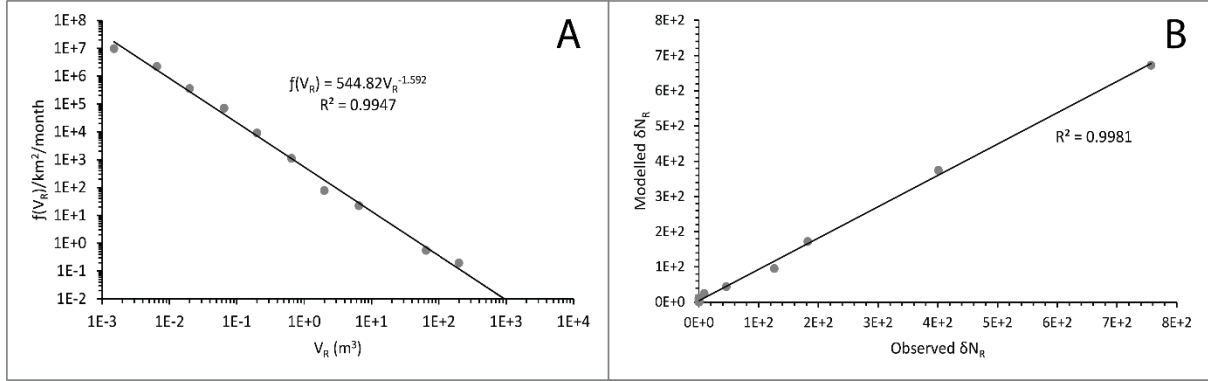 A
1E+8
1E+7
1E+6
1E+5
1E+4
1E+3
1E+2
1E+1
1E+0
1E-1
1E-2
f(V_R)/km²/month
ƒ(V_R) = 544.82V_R^-1.592
R² = 0.9947
1E-3 1E-2 1E-1 1E+0 1E+1 1E+2 1E+3 1E+4
V_R (m³)
B
8E+2
7E+2
6E+2
5E+2
4E+2
3E+2
2E+2
1E+2
0E+0
Modelled δN_R
R² = 0.9981
0E+0 1E+2 2E+2 3E+2 4E+2 5E+2 6E+2 7E+2 8E+2
Observed δN_R